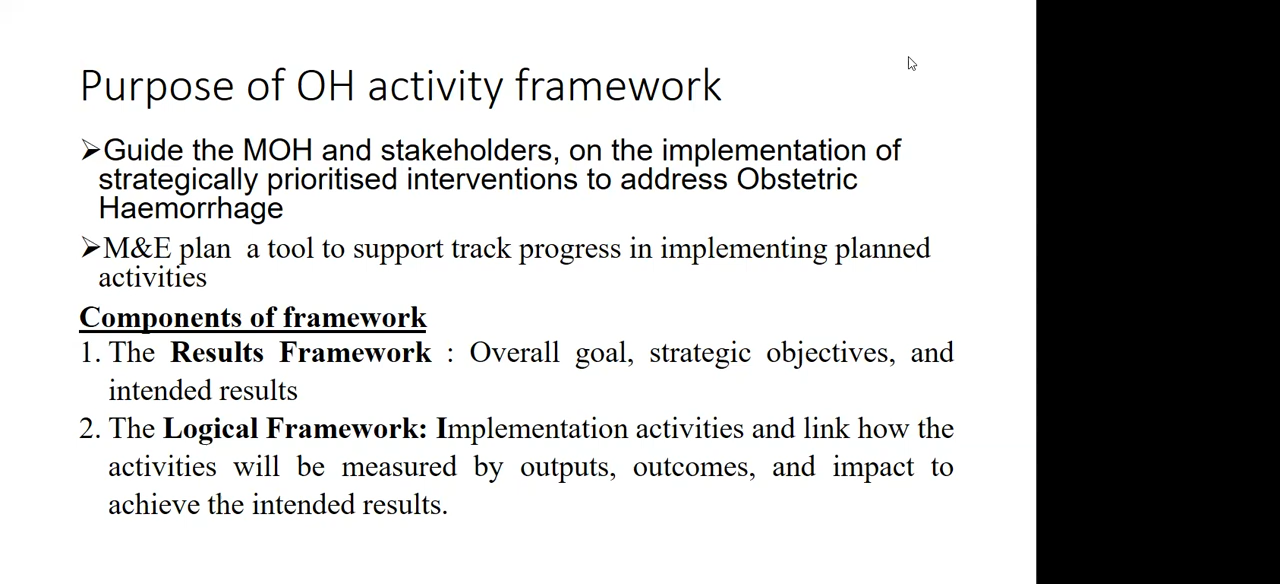 Purpose of OH activity framework
➢Guide the MOH and stakeholders, on the implementation of
strategically prioritised interventions to address Obstetric
Haemorrhage
➢M&E plan a tool to support track progress in implementing planned
activities
Components of framework
1. The Results Framework : Overall goal, strategic objectives, and
intended results
2. The Logical Framework: Implementation activities and link how the
activities will be measured by outputs, outcomes, and impact to
achieve the intended results.